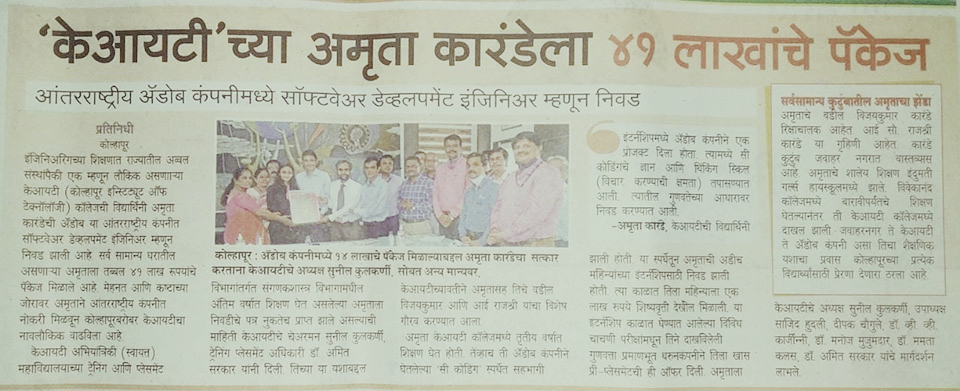 'केआयटी'च्या अमृता कारंडेला ४१ लाखांचे पॅकेज
आंतरराष्ट्रीय ॲडोब कंपनीमध्ये सॉफ्टवेअर डेव्हलपमेंट इंजिनिअर म्हणून निवड
प्रतिनिधी
कोल्हापूर
इंजिनिअरिंगच्या शिक्षणात राज्यातील अव्वल
संस्थांपैकी एक म्हणून लौकिक असणाऱ्या
केआयटी (कोल्हापूर इन्स्टिट्यूट ऑफ
टेक्नॉलॉजी) कॉलेजची विद्यार्थिनी अमृता
कारंडेची ॲडोब या आंतरराष्ट्रीय कंपनीत
सॉफ्टवेअर डेव्हलपमेंट इंजिनिअर म्हणून
निवड झाली आहे. सर्व सामान्य घरातील
असणाऱ्या अमृताला तब्बल ४१ लाख रूपयांचे
पॅकेज मिळाले आहे. मेहनत आणि कष्टाच्या
जोरावर अमृताने आंतरराष्ट्रीय कंपनीत
नोकरी मिळवून कोल्हापूरबरोबर केआयटीचा
नावलौकिक वाढविला आहे.
केआयटी अभियांत्रिकी (स्वायत्त)
महाविद्यालयाच्या ट्रेनिंग आणि प्लेसमेंट
कोल्हापूर : ॲडोब कंपनीमध्ये १४ लाखाचे पॅकेज मिळाल्याबद्दल अमृता कारंडेचा सत्कार
करताना केआयटीचे अध्यक्ष सुनील कुलकर्णी, सोबत अन्य मान्यवर.
विभागांतर्गत संगणकशास्त्र विभागामधील
अंतिम वर्षात शिक्षण घेत असलेल्या अमृताला
निवडीचे पत्र नुकतेच प्राप्त झाले असल्याची
माहिती केआयटीचे चेअरमन सुनील कुलकर्णी,
ट्रेनिंग प्लेसमेंट अधिकारी डॉ. अमित
सरकार यांनी दिली. तिच्या या यशाबद्दल
केआयटीच्यावतीने अमृतासह तिचे वडील
विजयकुमार आणि आई राजश्री यांचा विशेष
गौरव करण्यात आला.
अमृता केआयटी कॉलेजमध्ये तृतीय वर्षात
शिक्षण घेत होती. तेंव्हाच ती ॲडोब कंपनीने
घेतलेल्या 'सी कोडिंग' स्पर्धेत सहभागी
इंटर्नशिपमध्ये ॲडोब कंपनीने एक
प्रोजेक्ट दिला होता. त्यामध्ये सी
कोडिंगचे ज्ञान आणि थिंकिंग स्किल
(विचार करण्याची क्षमता) तपासण्यात
आली. त्यातील गुणवत्तेच्या आधारावर
निवड करण्यात आली.
-अमृता कारंडे, केआयटीची विद्यार्थिनी
झाली होती. या स्पर्धेतून अमृताची अडीच
महिन्यांच्या इंटर्नशिपसाठी निवड झाली
होती. त्या काळात तिला महिन्याला एक
लाख रूपये शिष्यवृत्ती देखील मिळाली. या
इंटर्नशिप काळात घेण्यात आलेल्या विविध
चाचणी परीक्षांमधून तिने दाखविलेली
गुणवत्ता प्रमाणभूत धरुन कंपनीने तिला खास
प्री-प्लेसमेंटची ही ऑफर दिली. अमृताला
सर्वसामान्य कुटुंबातील अमृताचा झेंडा
अमृताचे वडील विजयकुमार कारंडे
रिक्षाचालक आहेत. आई सौ. राजश्री
कारंडे या गृहिणी आहेत. कारंडे
कुटुंब जवाहर नगरात वास्तव्यास
आहे. अमृताचे शालेय शिक्षण इंदुमती
गर्ल्स हायस्कूलमध्ये झाले. विवेकानंद
कॉलेजमध्ये बारावीपर्यंतचे शिक्षण
घेतल्यानंतर ती केआयटी कॉलेजमध्ये
दाखल झाली. जवाहरनगर ते केआयटी
ते ॲडोब कंपनी असा तिचा शैक्षणिक
यशाचा प्रवास कोल्हापूरच्या प्रत्येक
विद्यार्थ्यासाठी प्रेरणा देणारा ठरला आहे.
केआयटीचे अध्यक्ष सुनील कुलकर्णी, उपाध्यक्ष
साजिद हुदली, दीपक चौगुले, डॉ. व्ही. व्ही.
कार्जिन्नी, डॉ. मनोज मुजुमदार, डॉ. ममता
कलस, डॉ. अमित सरकार यांचे मार्गदर्शन
लाभले.